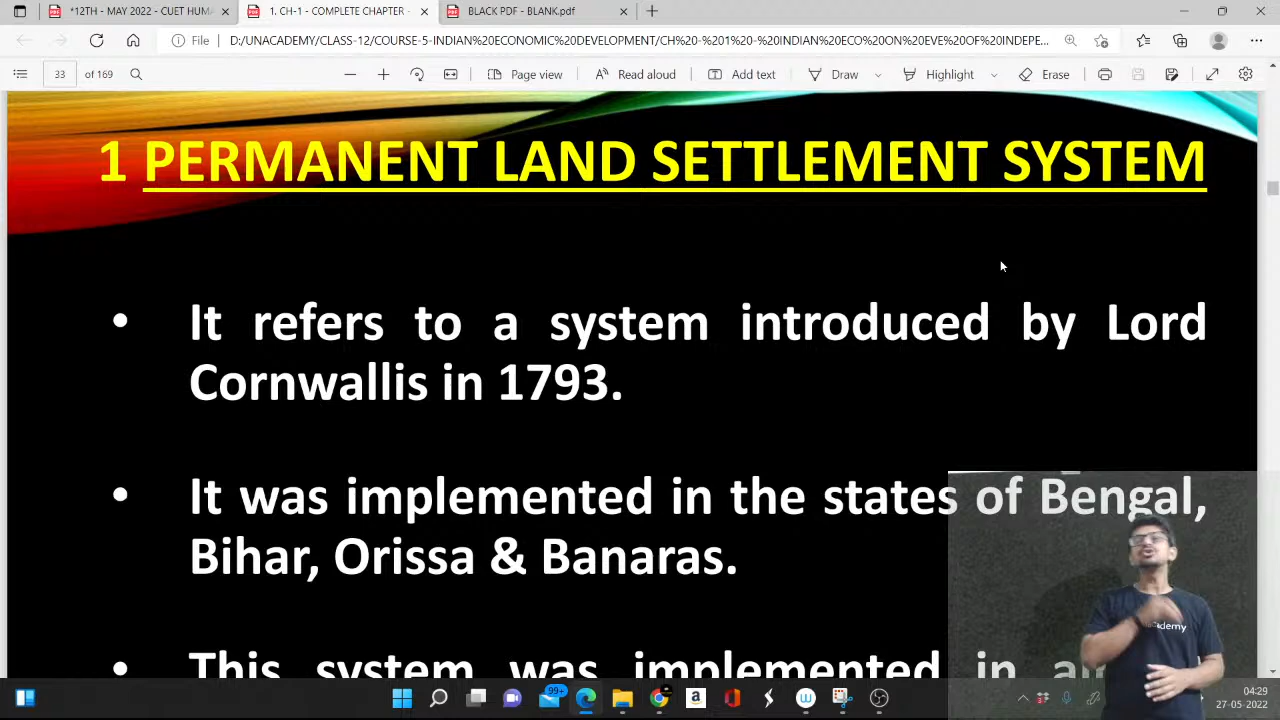 *12TH - MAY 2022 - CUET HUMA
1. CH-1 - COMPLETE CHAPTER -
BLACK PDF - BLANK.pdf
File
D:/UNACADEMY/CLASS-12/COURSE-5-INDIAN%20ECONOMIC%20DEVELOPMENT/CH%20-%201%20-%20INDIAN%20ECO%20ON%20EVE%20OF%20INDEPE...
33 of 169
Page view
Read aloud
Add text
Draw
Highlight
Erase
1 PERMANENT LAND SETTLEMENT SYSTEM
• It refers to a system introduced by Lord
Cornwallis in 1793.
• It was implemented in the states of Bengal,
Bihar, Orissa & Banaras.
• This system was implemented in
99+
04:29
27-05-2022